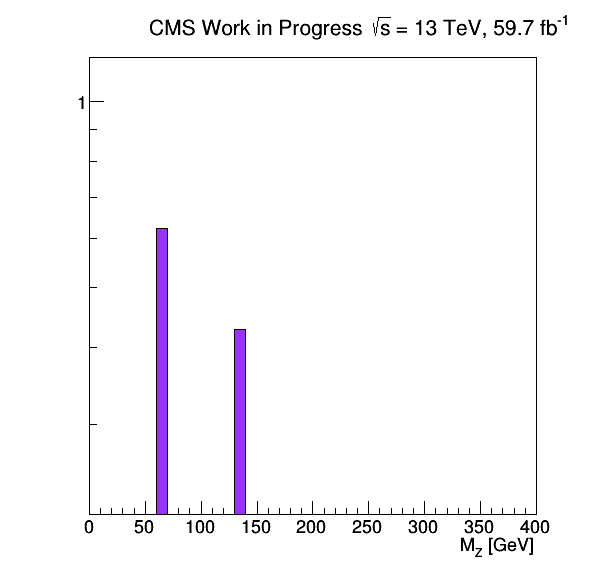 CMS Work in Progress √s = 13 TeV, 59.7 fb⁻¹
1
0 50 100 150 200 250 300 350 400
M_Z [GeV]